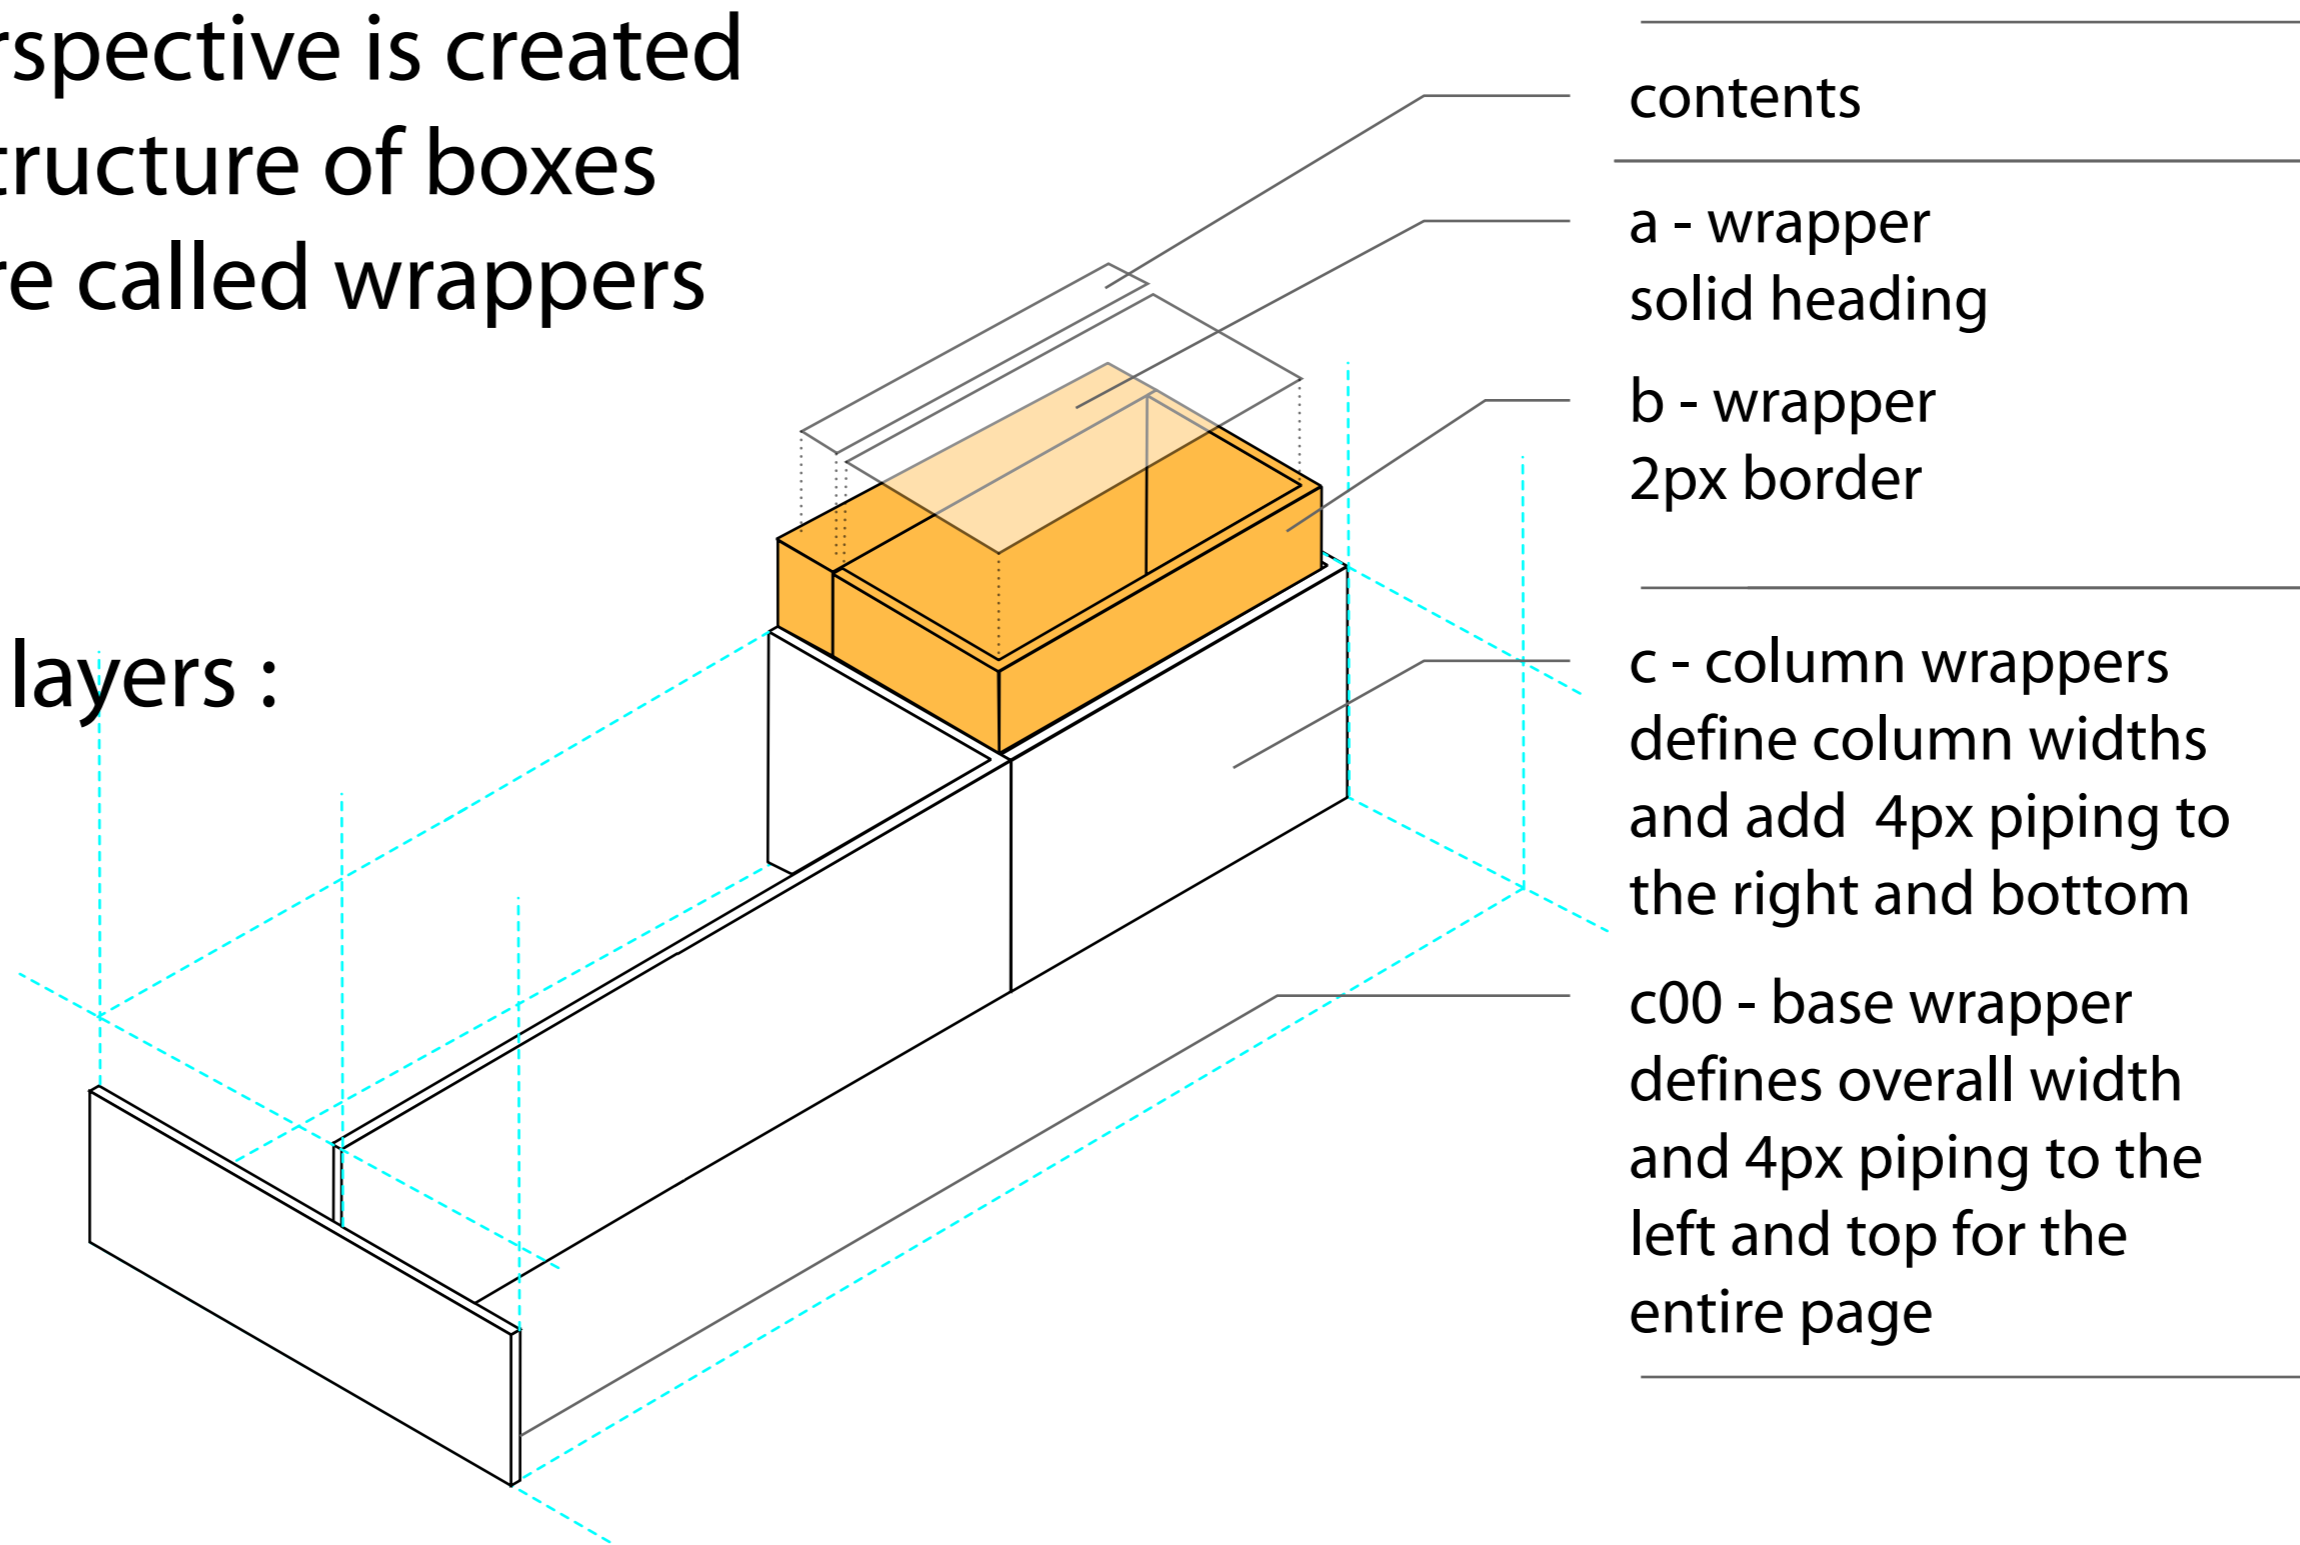 rspective is created
tructure of boxes
re called wrappers
layers :
contents
a - wrapper
solid heading
b - wrapper
2px border
c - column wrappers
define column widths
and add 4px piping to
the right and bottom
c00 - base wrapper
defines overall width
and 4px piping to the
left and top for the
entire page